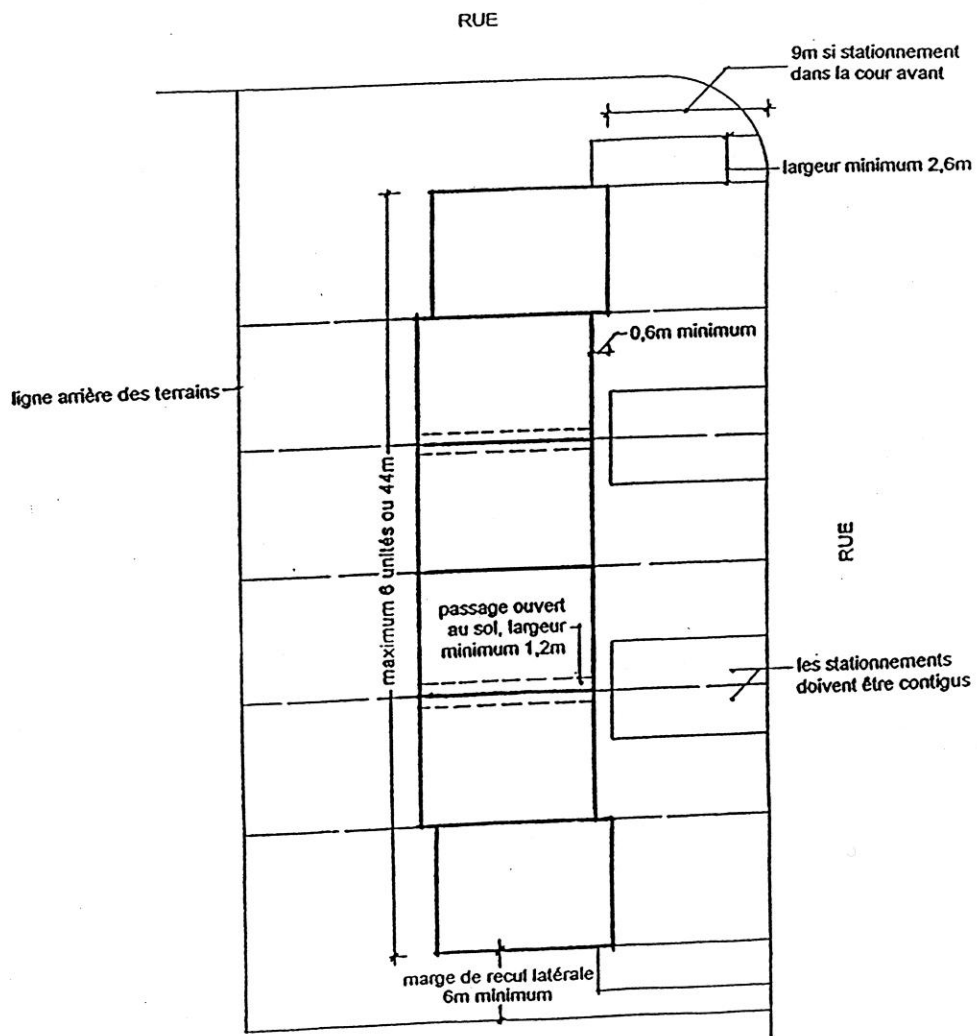 RUE
9m si stationnement
dans la cour avant
largeur minimum 2,6m
0,6m minimum
ligne arrière des terrains
maximum 6 unités ou 44m
RUE
passage ouvert
au sol, largeur
minimum 1,2m
les stationnements
doivent être contigus
marge de recul latérale
6m minimum